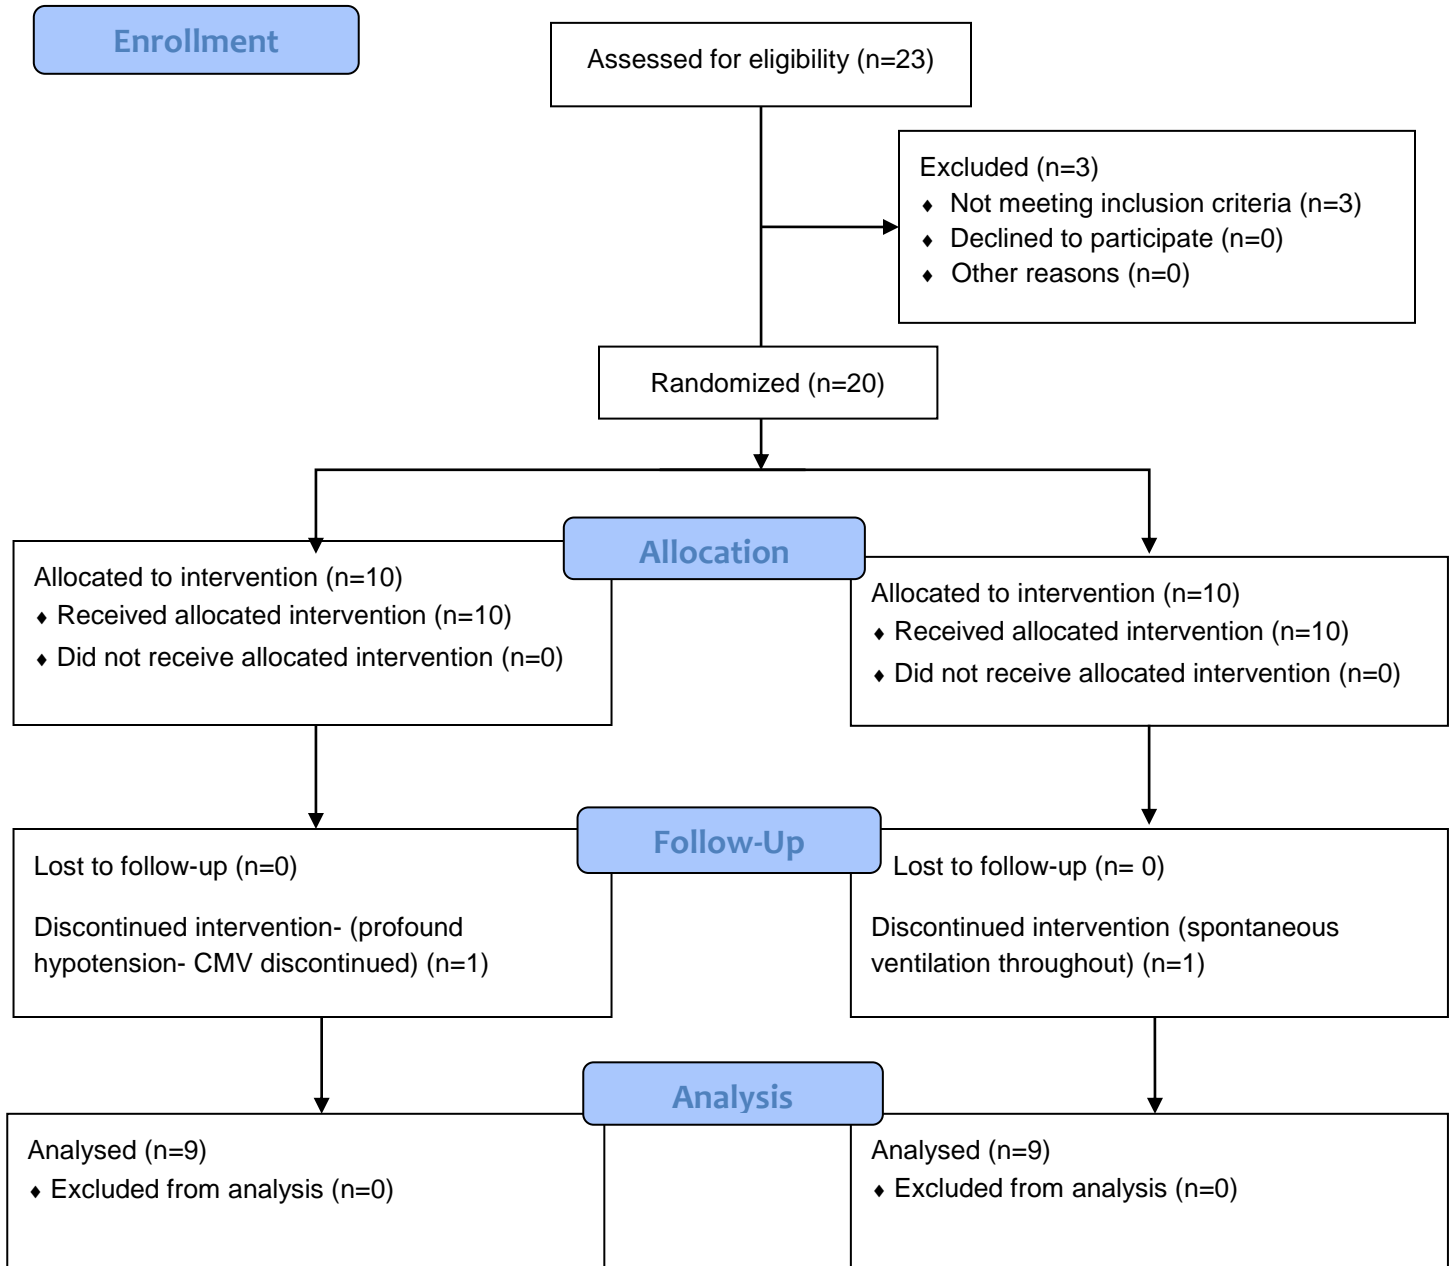 Enrollment
Assessed for eligibility (n=23)
Excluded (n=3)
♦ Not meeting inclusion criteria (n=3)
♦ Declined to participate (n=0)
♦ Other reasons (n=0)
Randomized (n=20)
Allocation
Allocated to intervention (n=10)
♦ Received allocated intervention (n=10)
♦ Did not receive allocated intervention (n=0)
Allocated to intervention (n=10)
♦ Received allocated intervention (n=10)
♦ Did not receive allocated intervention (n=0)
Follow-Up
Lost to follow-up (n=0)
Discontinued intervention- (profound
hypotension- CMV discontinued) (n=1)
Lost to follow-up (n= 0)
Discontinued intervention (spontaneous
ventilation throughout) (n=1)
Analysis
Analysed (n=9)
♦ Excluded from analysis (n=0)
Analysed (n=9)
♦ Excluded from analysis (n=0)